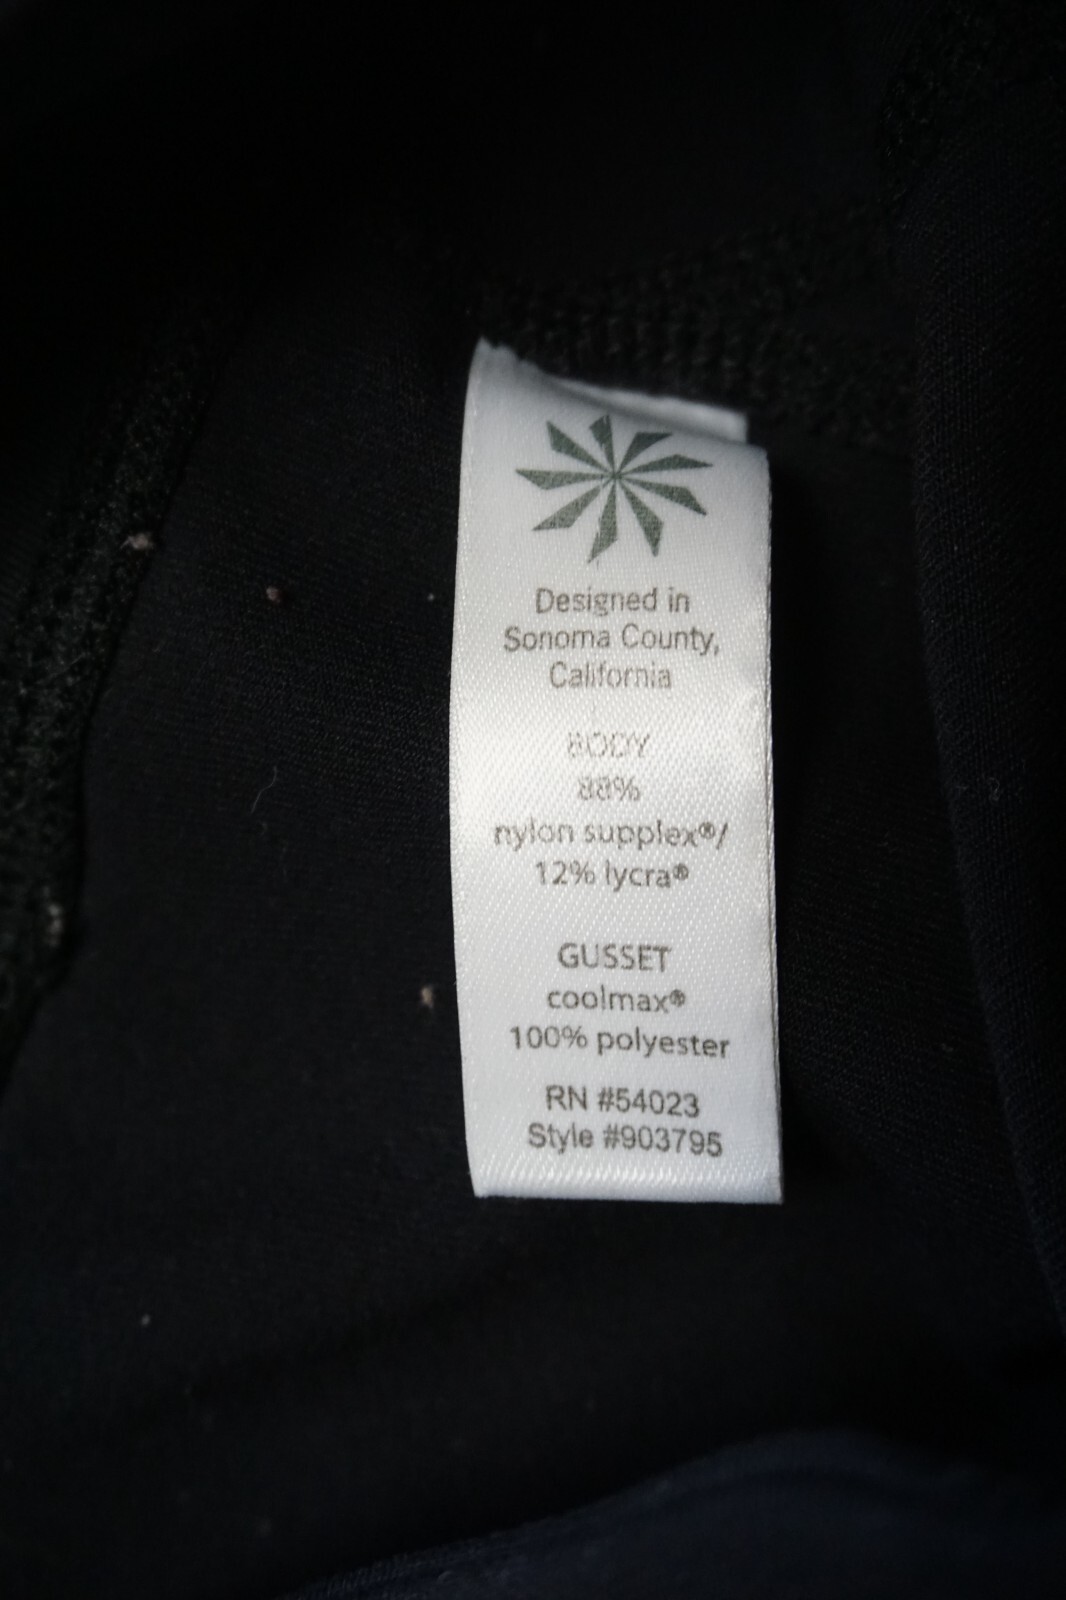 Designed in
Sonoma County,
California
BODY
88%
nylon supplex®/
12% lycra®
GUSSET
coolmax®
100% polyester
RN #54023
Style #903795